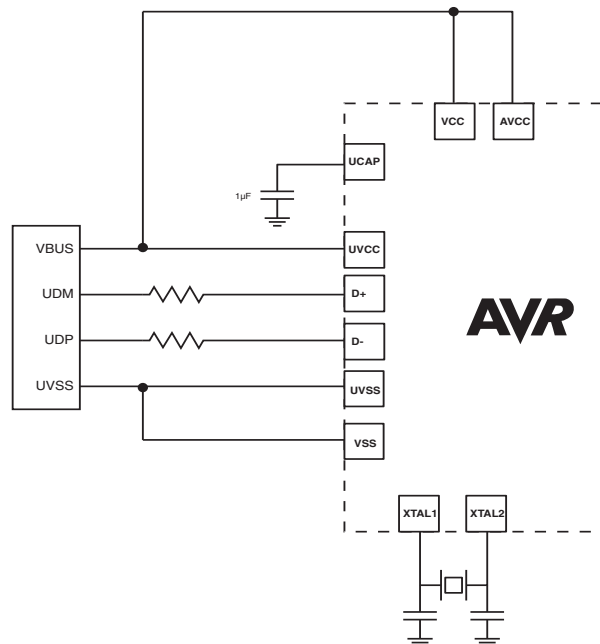 VCC
AVCC
UCAP
1µF
VBUS
UVCC
UDM
D+
AVR
UDP
D-
UVSS
UVSS
VSS
XTAL1
XTAL2